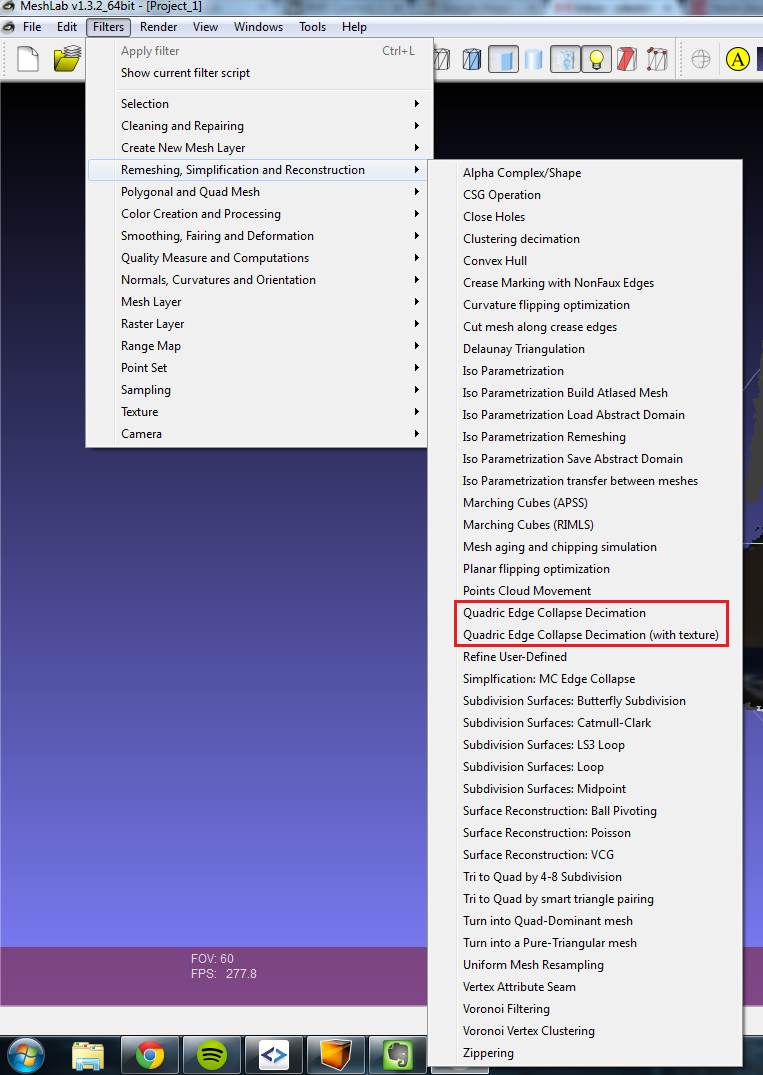 MeshLab v1.3.2_64bit - [Project_1]
File Edit Filters Render View Windows Tools Help
Apply filter Ctrl+L
Show current filter script
Selection
Cleaning and Repairing
Create New Mesh Layer
Remeshing, Simplification and Reconstruction
Polygonal and Quad Mesh
Color Creation and Processing
Smoothing, Fairing and Deformation
Quality Measure and Computations
Normals, Curvatures and Orientation
Mesh Layer
Raster Layer
Range Map
Point Set
Sampling
Texture
Camera
A
Alpha Complex/Shape
CSG Operation
Close Holes
Clustering decimation
Convex Hull
Crease Marking with NonFaux Edges
Curvature flipping optimization
Cut mesh along crease edges
Delaunay Triangulation
Iso Parametrization
Iso Parametrization Build Atlased Mesh
Iso Parametrization Load Abstract Domain
Iso Parametrization Remeshing
Iso Parametrization Save Abstract Domain
Iso Parametrization transfer between meshes
Marching Cubes (APSS)
Marching Cubes (RIMLS)
Mesh aging and chipping simulation
Planar flipping optimization
Points Cloud Movement
Quadric Edge Collapse Decimation
Quadric Edge Collapse Decimation (with texture)
Refine User-Defined
Simplfication: MC Edge Collapse
Subdivision Surfaces: Butterfly Subdivision
Subdivision Surfaces: Catmull-Clark
Subdivision Surfaces: LS3 Loop
Subdivision Surfaces: Loop
Subdivision Surfaces: Midpoint
Surface Reconstruction: Ball Pivoting
Surface Reconstruction: Poisson
Surface Reconstruction: VCG
Tri to Quad by 4-8 Subdivision
Tri to Quad by smart triangle pairing
Turn into Quad-Dominant mesh
Turn into a Pure-Triangular mesh
Uniform Mesh Resampling
Vertex Attribute Seam
Voronoi Filtering
Voronoi Vertex Clustering
Zippering
FOV: 60
FPS: 277.8